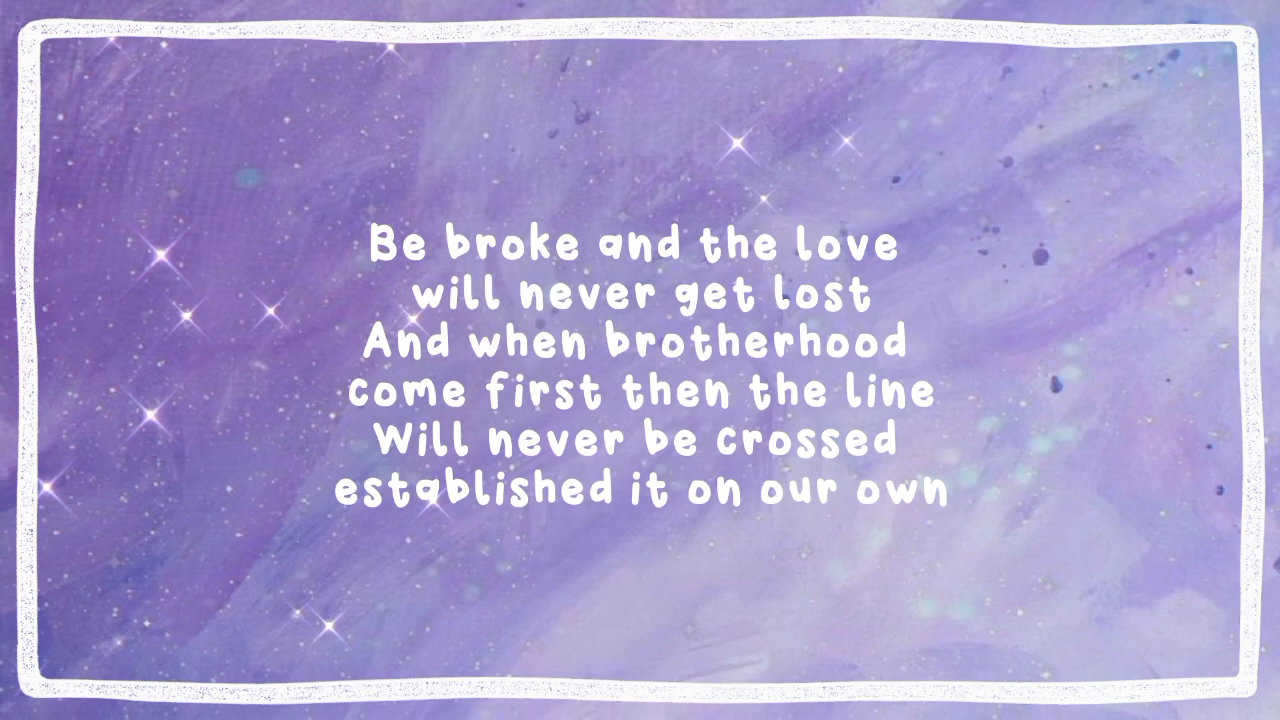 Be broke and the love
will never get lost
And when brotherhood
come first then the line
Will never be crossed
established it on our own